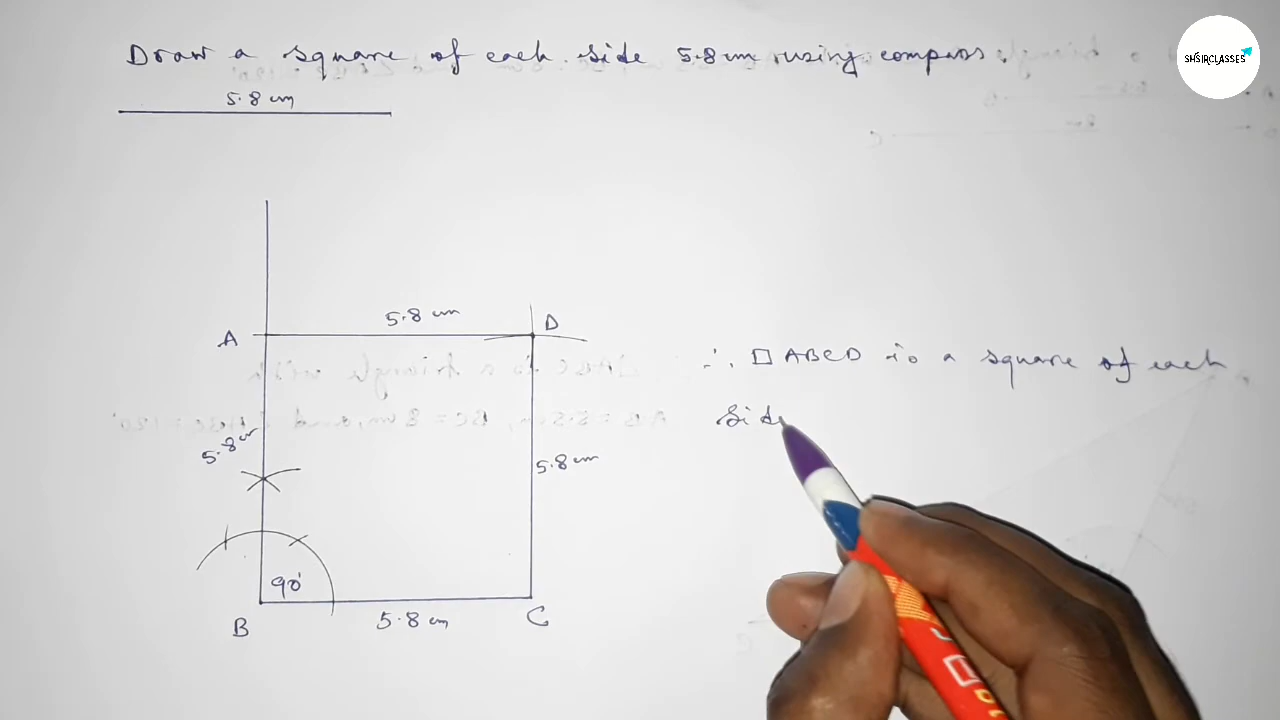 Draw a square of each side 5.8 cm using compass.
SHSIRCLASSES
5.8 cm
5.8 cm
A
D
∴ □ABCD is a square of each
side
5.8 cm
5.8 cm
90°
B
5.8 cm
C